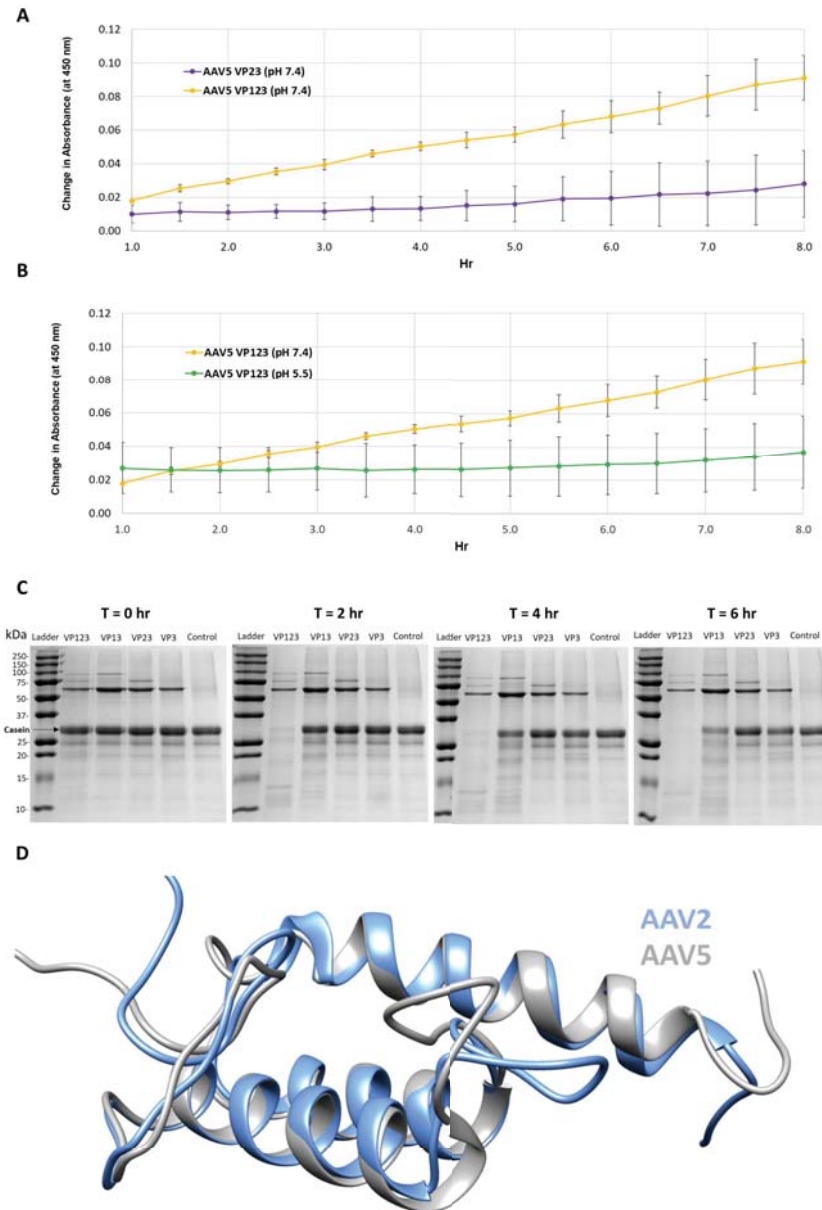 A
Change in Absorbance (at 450 nm)
0.12
0.10
0.08
0.06
0.04
0.02
0.00
AAV5 VP23 (pH 7.4)
AAV5 VP123 (pH 7.4)
1.0 2.0 3.0 4.0 5.0 6.0 7.0 8.0
Hr
B
Change in Absorbance (at 450 nm)
0.12
0.10
0.08
0.06
0.04
0.02
0.00
AAV5 VP123 (pH 7.4)
AAV5 VP123 (pH 5.5)
1.0 2.0 3.0 4.0 5.0 6.0 7.0 8.0
Hr
C
T = 0 hr T = 2 hr T = 4 hr T = 6 hr
kDa Ladder VP123 VP13 VP23 VP3 Control Ladder VP123 VP13 VP23 VP3 Control Ladder VP123 VP13 VP23 VP3 Control Ladder VP123 VP13 VP23 VP3 Control
250-
150-
100-
75-
50-
37-
Casein
25-
20-
15-
10-
D
AAV2
AAV5